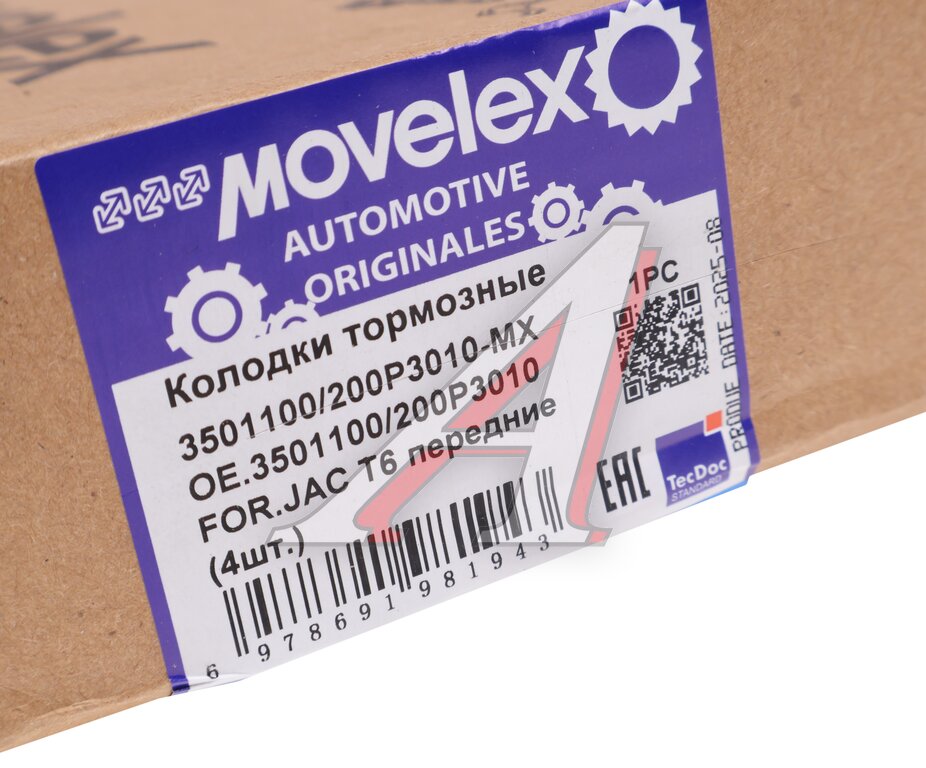 MOVelex
AUTOMOTIVE
ORIGINALES
Колодки тормозные
1PC
3501100/200P3010-MX
OE.3501100/200P3010
FOR.JAC T6 передние
(4шт.)
EAC
TecDoc
STANDARD
PRODUE DATE:2025-08
6 978691 981943